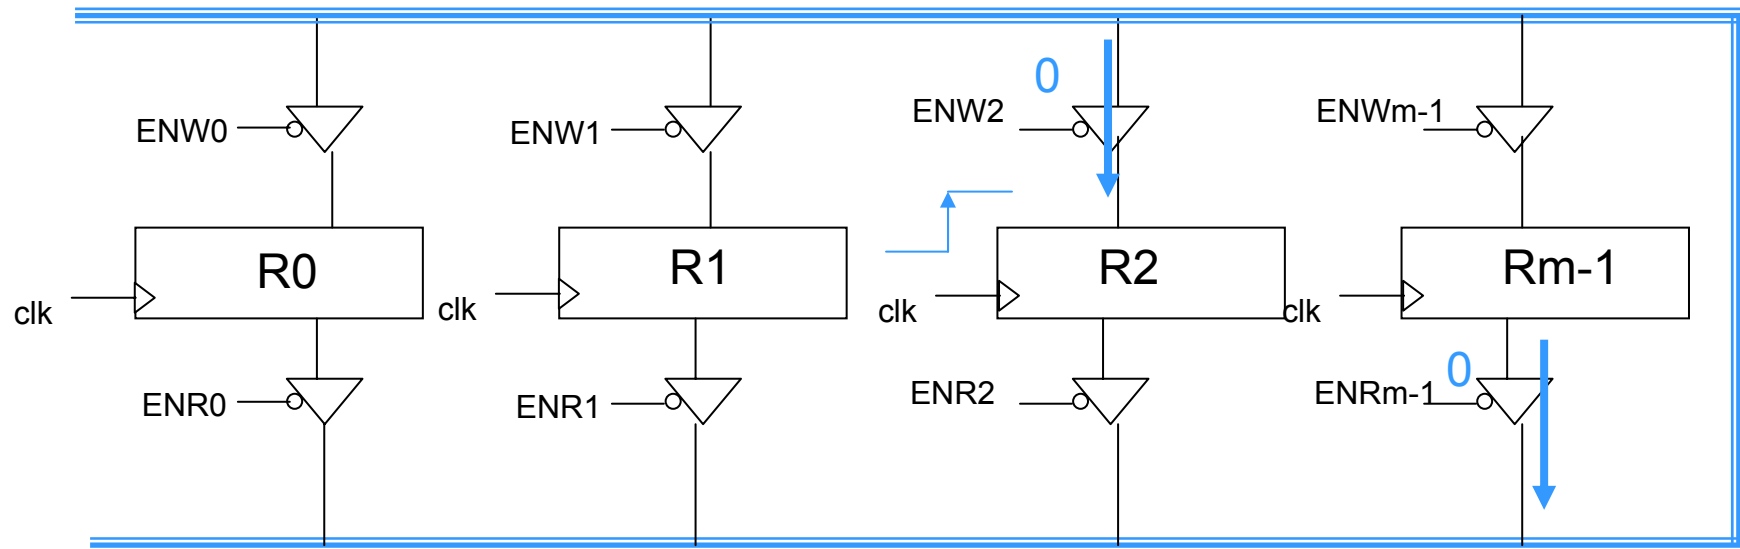 0
ENW0
ENW1
ENW2
ENWm-1
R0
R1
R2
Rm-1
clk
clk
clk
clk
0
ENR0
ENR1
ENR2
ENRm-1